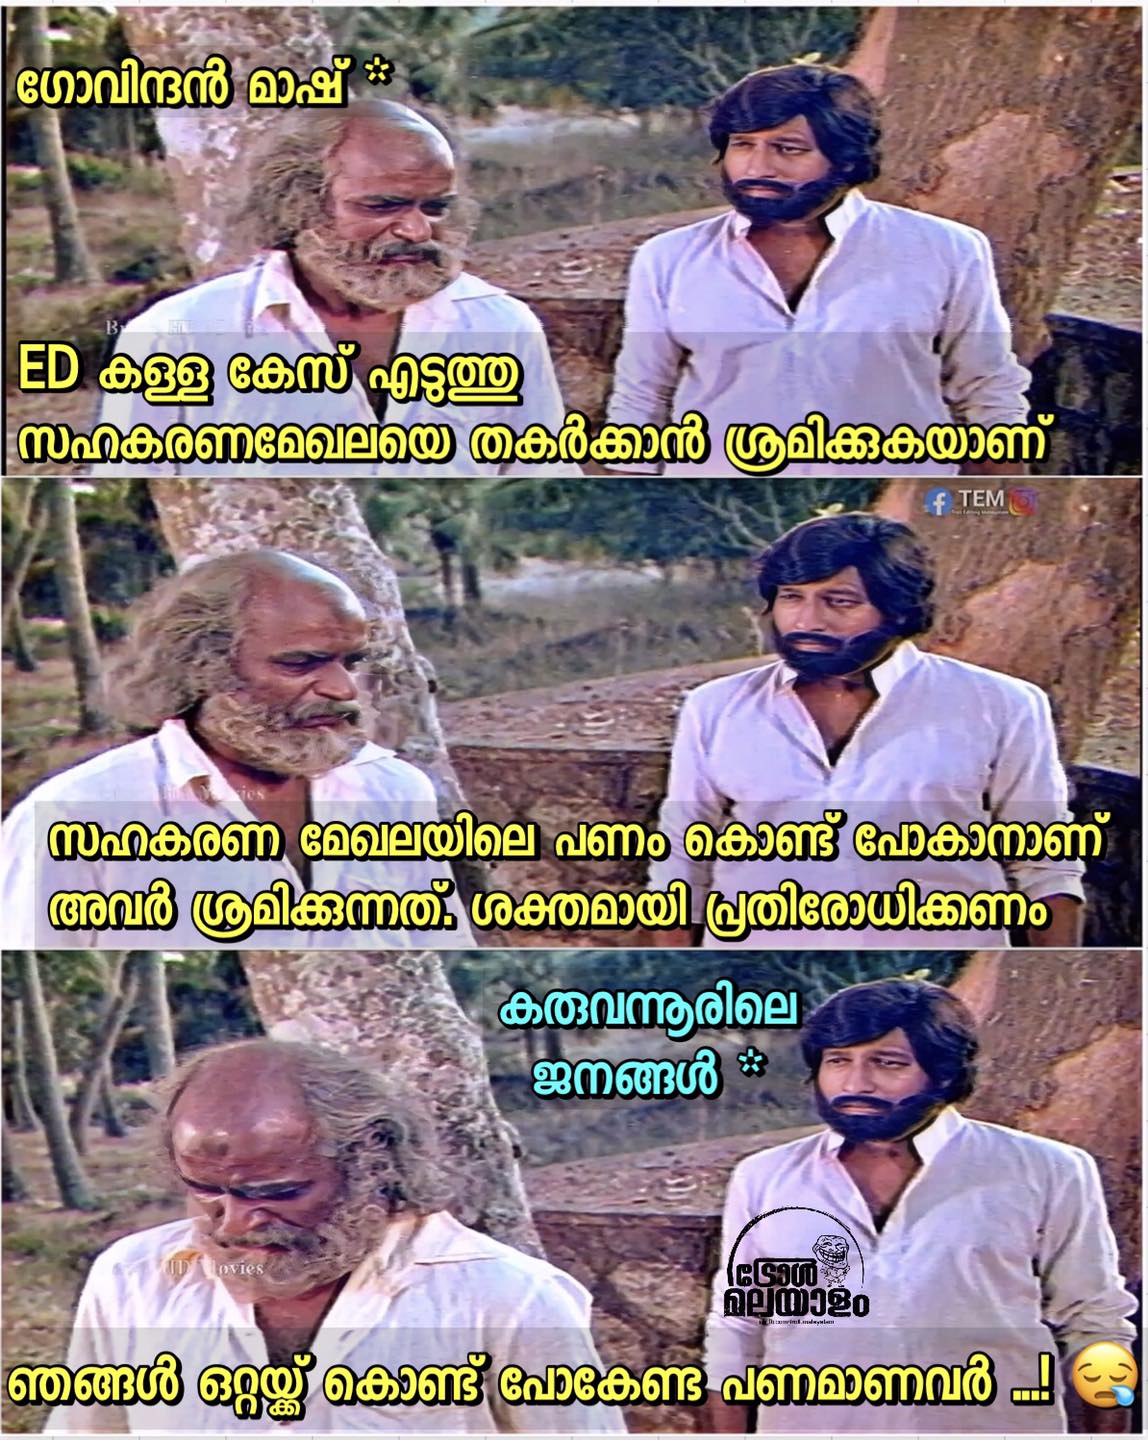 ഗോവിന്ദൻ മാഷ് *
ED കള്ള കേസ് എടുത്തു
സഹകരണമേഖലയെ തകർക്കാൻ ശ്രമിക്കുകയാണ്
TEM
സഹകരണ മേഖലയിലെ പണം കൊണ്ട് പോകാനാണ്
അവർ ശ്രമിക്കുന്നത്. ശക്തമായി പ്രതിരോധിക്കണം
കരുവന്നൂരിലെ
ജനങ്ങൾ *
ട്രോൾ
മലയാളം
ഞങ്ങൾ ഒറ്റയ്ക്ക് കൊണ്ട് പോകേണ്ട പണമാണവർ ...!